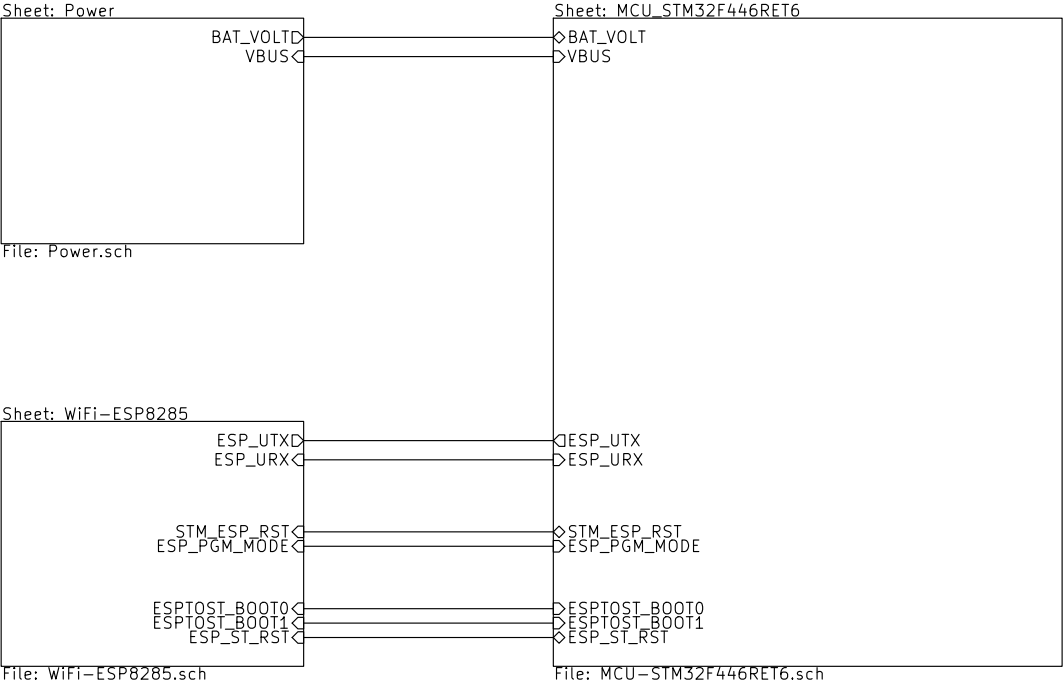 Sheet: Power
BAT_VOLT
VBUS
File: Power.sch
Sheet: MCU_STM32F446RET6
BAT_VOLT
VBUS
Sheet: WiFi-ESP8285
ESP_UTX
ESP_URX
STM_ESP_RST
ESP_PGM_MODE
ESPTOST_BOOT0
ESPTOST_BOOT1
ESP_ST_RST
File: WiFi-ESP8285.sch
ESP_UTX
ESP_URX
STM_ESP_RST
ESP_PGM_MODE
ESPTOST_BOOT0
ESPTOST_BOOT1
ESP_ST_RST
File: MCU-STM32F446RET6.sch